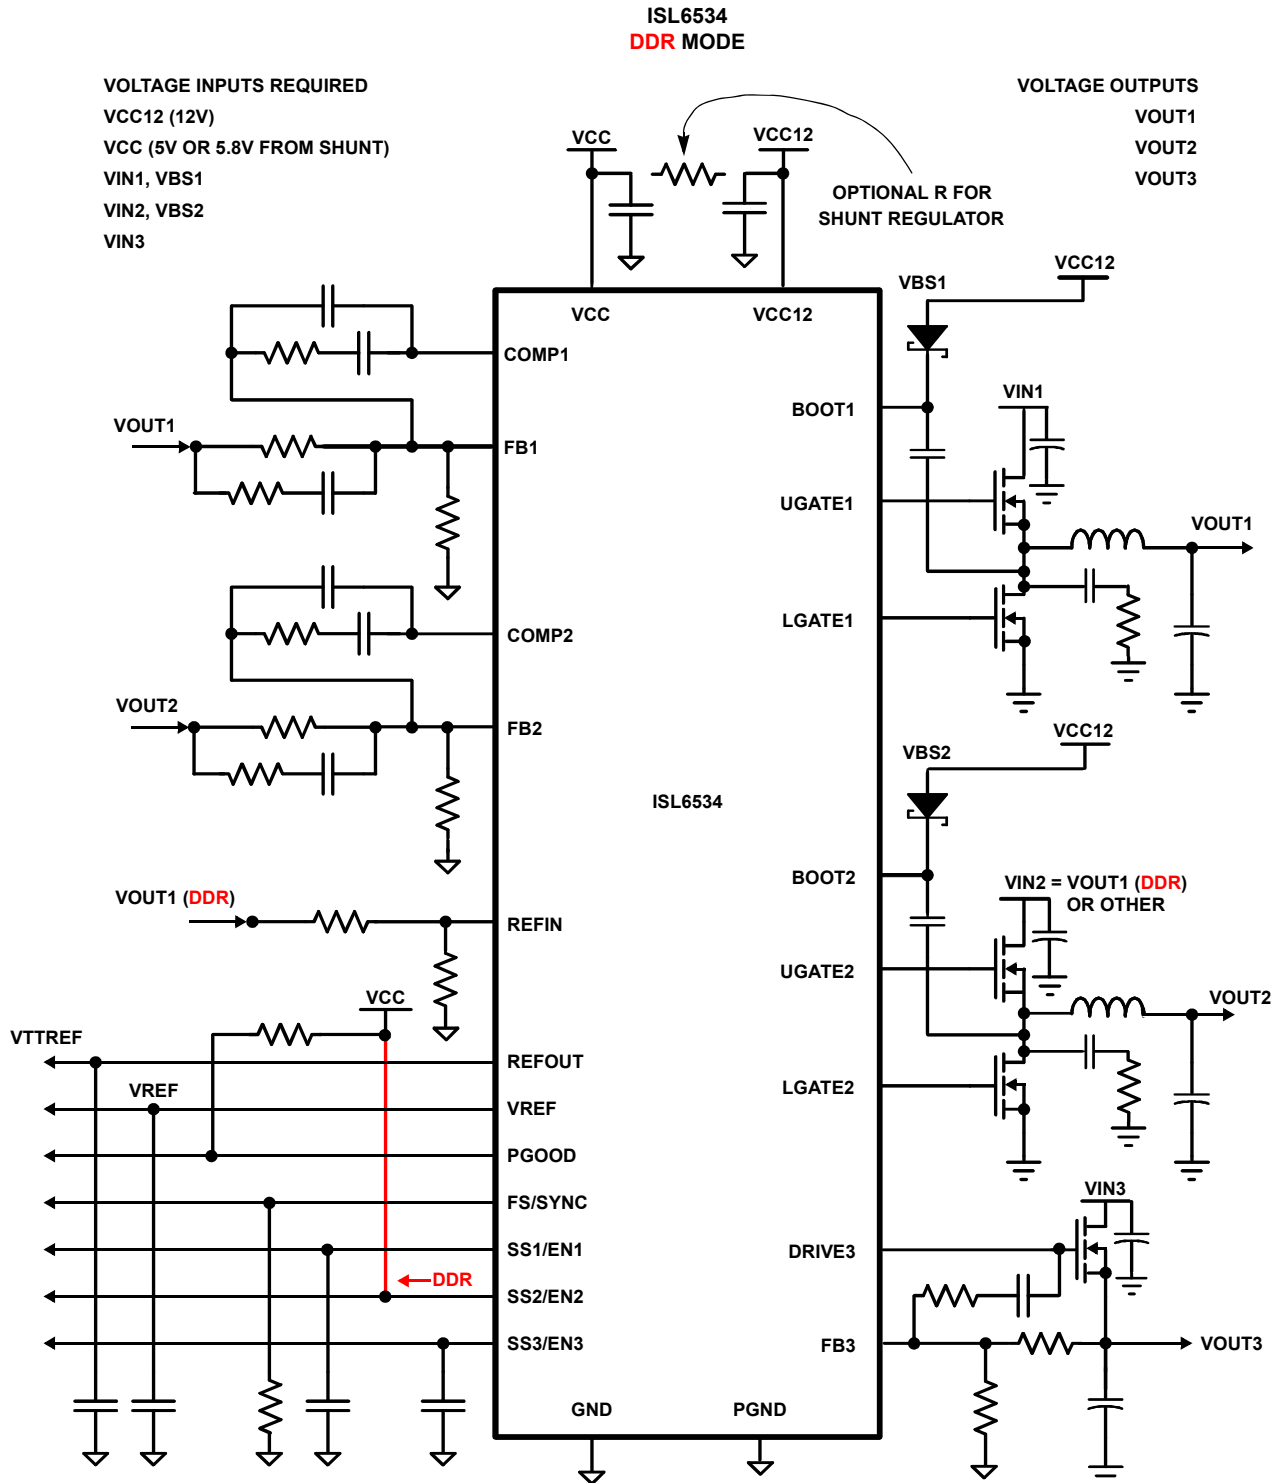 ISL6534
DDR MODE
VOLTAGE INPUTS REQUIRED
VCC12 (12V)
VCC (5V OR 5.8V FROM SHUNT)
VIN1, VBS1
VIN2, VBS2
VIN3
VOLTAGE OUTPUTS
VOUT1
VOUT2
VOUT3
VCC
VCC12
OPTIONAL R FOR
SHUNT REGULATOR
VCC
VCC12
VBS1
VCC12
COMP1
BOOT1
VIN1
VOUT1
FB1
UGATE1
VOUT1
COMP2
LGATE1
VOUT2
FB2
VBS2
VCC12
ISL6534
BOOT2
VIN2 = VOUT1 (DDR)
OR OTHER
VOUT1 (DDR)
REFIN
UGATE2
VOUT2
VCC
VTTREF
REFOUT
LGATE2
VREF
VREF
PGOOD
VIN3
FS/SYNC
SS1/EN1
DRIVE3
DDR
SS2/EN2
SS3/EN3
FB3
VOUT3
GND
PGND